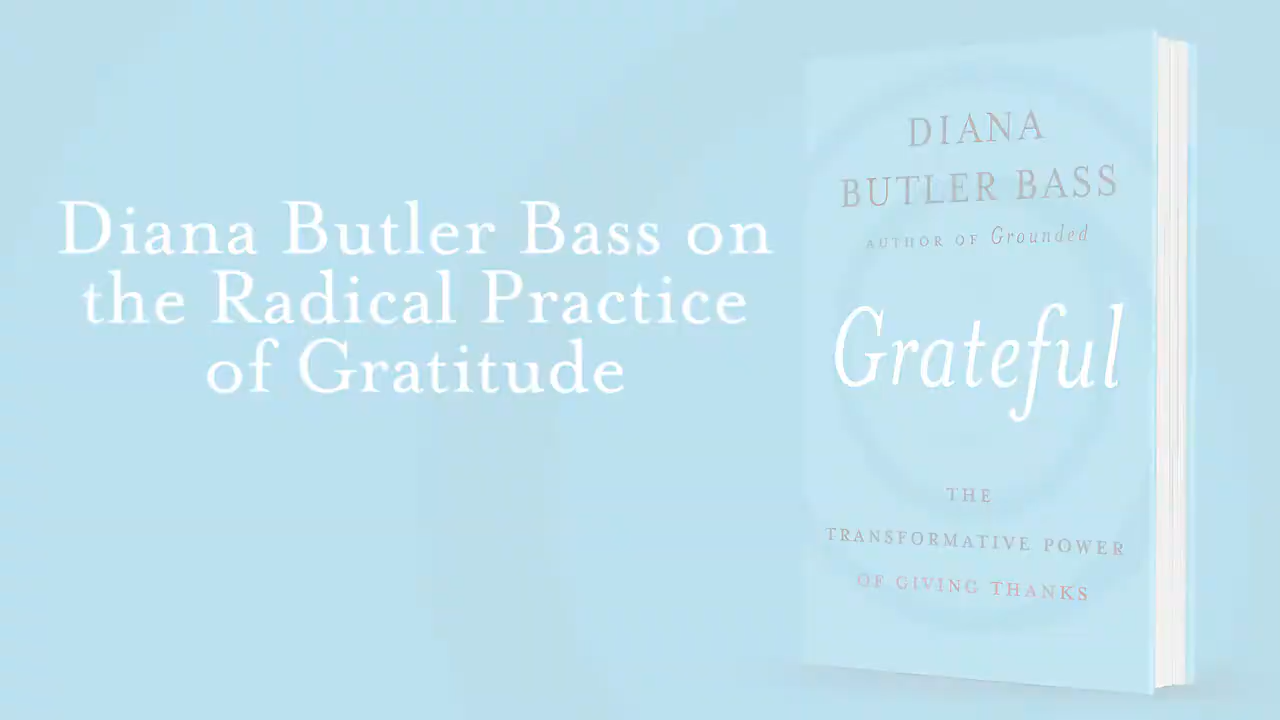 Diana Butler Bass on
the Radical Practice
of Gratitude
DIANA
BUTLER BASS
AUTHOR OF Grounded
Grateful
THE
TRANSFORMATIVE POWER
OF GIVING THANKS